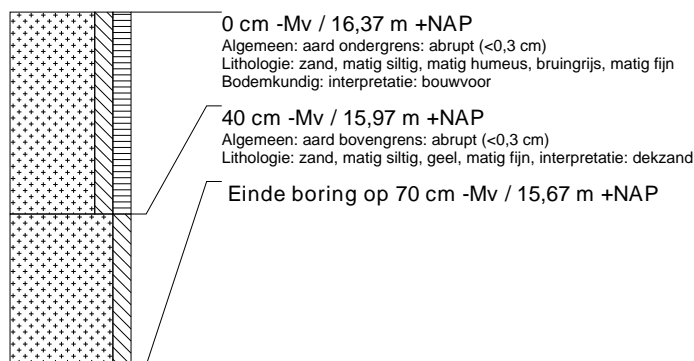 0 cm -Mv / 16,37 m +NAP
Algemeen: aard ondergrens: abrupt (<0,3 cm)
Lithologie: zand, matig siltig, matig humeus, bruingrijs, matig fijn
Bodemkundig: interpretatie: bouwvoor
40 cm -Mv / 15,97 m +NAP
Algemeen: aard bovengrens: abrupt (<0,3 cm)
Lithologie: zand, matig siltig, geel, matig fijn, interpretatie: dekzand
Einde boring op 70 cm -Mv / 15,67 m +NAP